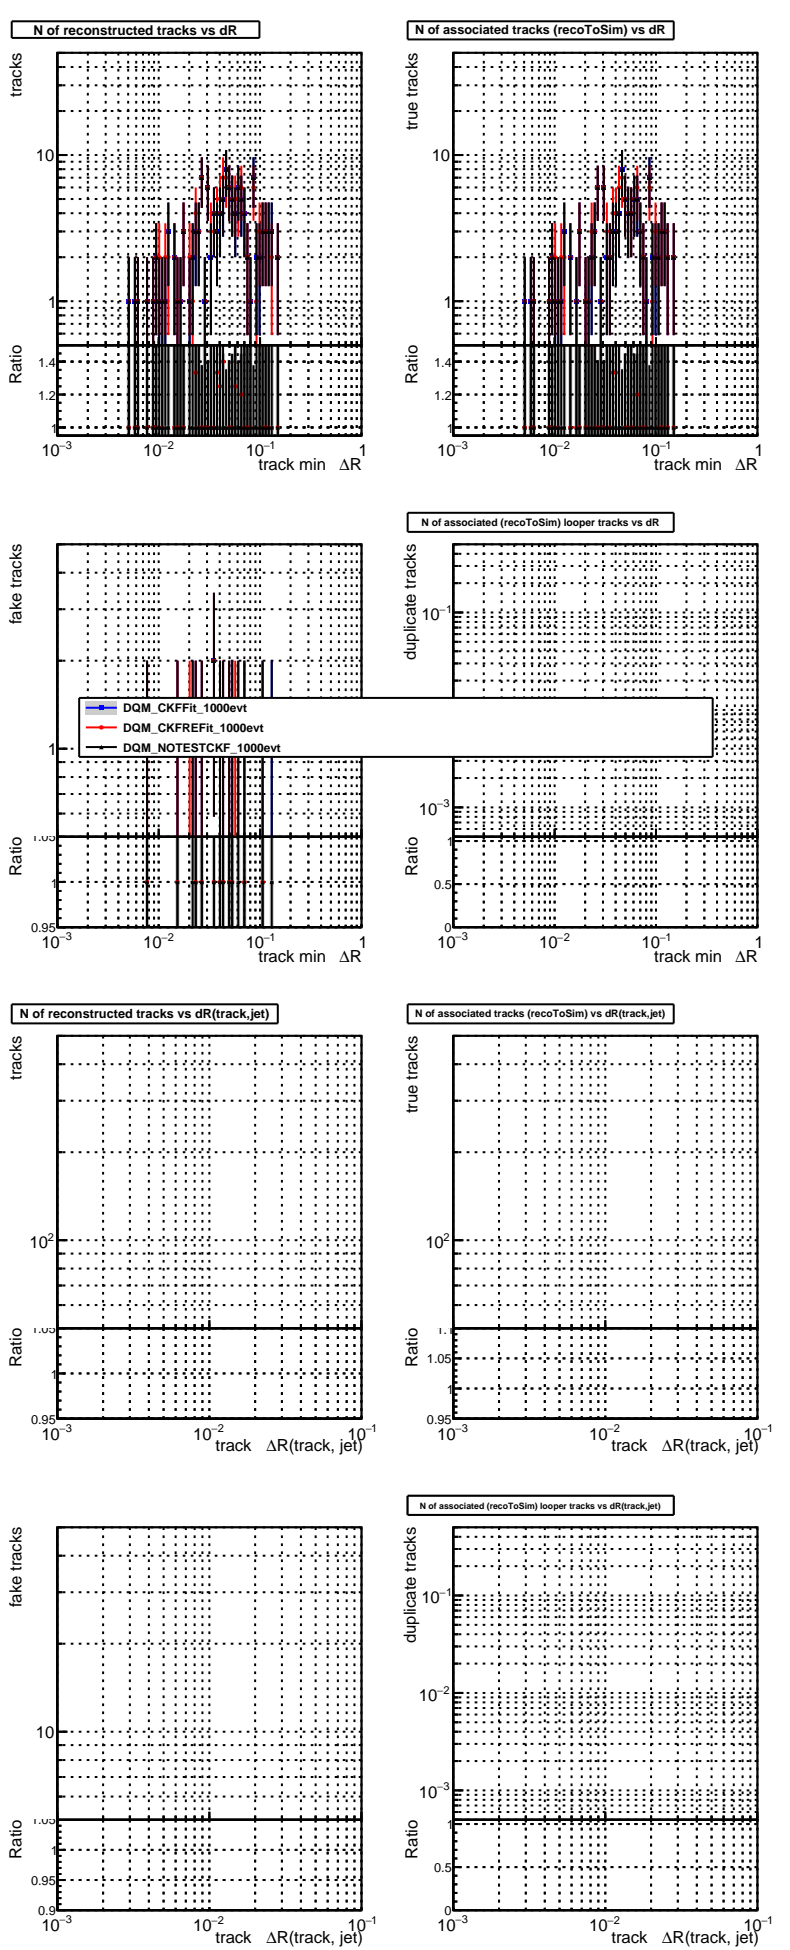 N of reconstructed tracks vs dR
tracks
10
1
Ratio
1.4
1.2
1
10−3
10−2
10−1
1
track min ΔR
N of associated tracks (recoToSim) vs dR
true tracks
10
1
Ratio
1.4
1.2
1
10−3
10−2
10−1
1
track min ΔR
fake tracks
1
Ratio
1.05
1
0.95
10−3
10−2
10−1
1
track min ΔR
N of associated (recoToSim) looper tracks vs dR
duplicate tracks
10−1
10−3
Ratio
1
0.5
0
10−3
10−2
10−1
1
track min ΔR
DQM_CKFFit_1000evt
DQM_CKFREFit_1000evt
DQM_NOTESTCKF_1000evt
N of reconstructed tracks vs dR(track,jet)
tracks
102
Ratio
1.05
1
0.95
10−3
10−2
10−1
track ΔR(track, jet)
N of associated tracks (recoToSim) vs dR(track,jet)
true tracks
102
Ratio
1.1
1.05
1
0.95
10−3
10−2
10−1
track ΔR(track, jet)
fake tracks
10
Ratio
1.05
1
0.95
0.9
10−3
10−2
10−1
track ΔR(track, jet)
N of associated (recoToSim) looper tracks vs dR(track,jet)
duplicate tracks
10−1
10−2
10−3
Ratio
1
0.5
0
10−3
10−2
10−1
track ΔR(track, jet)